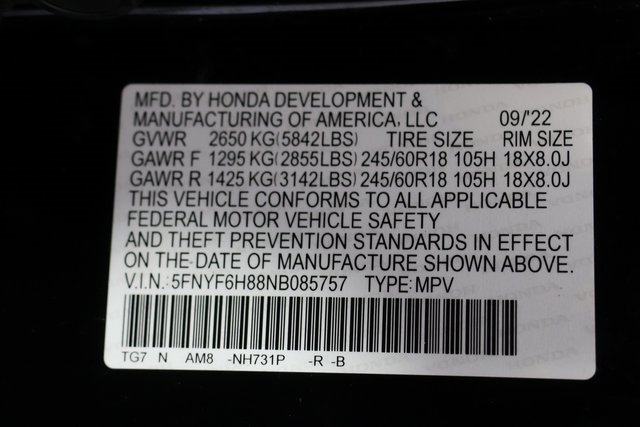 MFD. BY HONDA DEVELOPMENT &
MANUFACTURING OF AMERICA, LLC 09/'22
GVWR 2650 KG(5842LBS) TIRE SIZE RIM SIZE
GAWR F 1295 KG(2855LBS) 245/60R18 105H 18X8.0J
GAWR R 1425 KG(3142LBS) 245/60R18 105H 18X8.0J
THIS VEHICLE CONFORMS TO ALL APPLICABLE
FEDERAL MOTOR VEHICLE SAFETY
AND THEFT PREVENTION STANDARDS IN EFFECT
ON THE DATE OF MANUFACTURE SHOWN ABOVE.
V.I.N.:5FNYF6H88NB085757 TYPE:MPV
TG7 N AM8 -NH731P -R -B